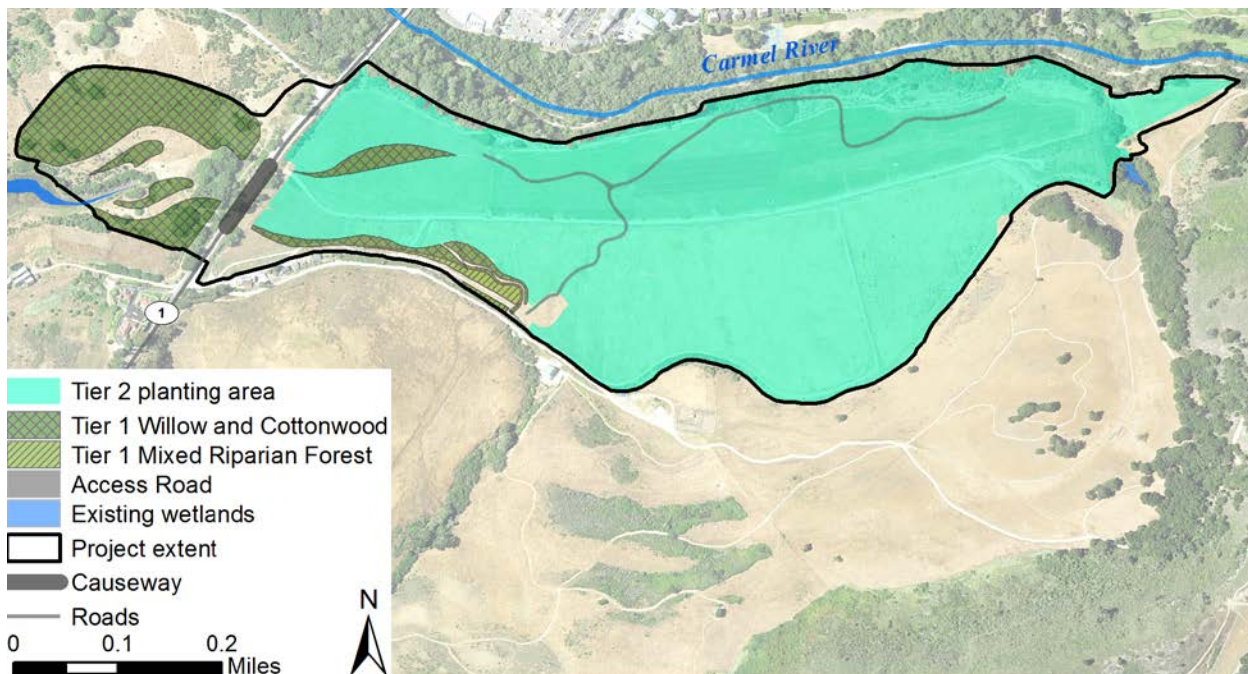 Carmel River
1
Tier 2 planting area
Tier 1 Willow and Cottonwood
Tier 1 Mixed Riparian Forest
Access Road
Existing wetlands
Project extent
Causeway
Roads
N
0 0.1 0.2
Miles